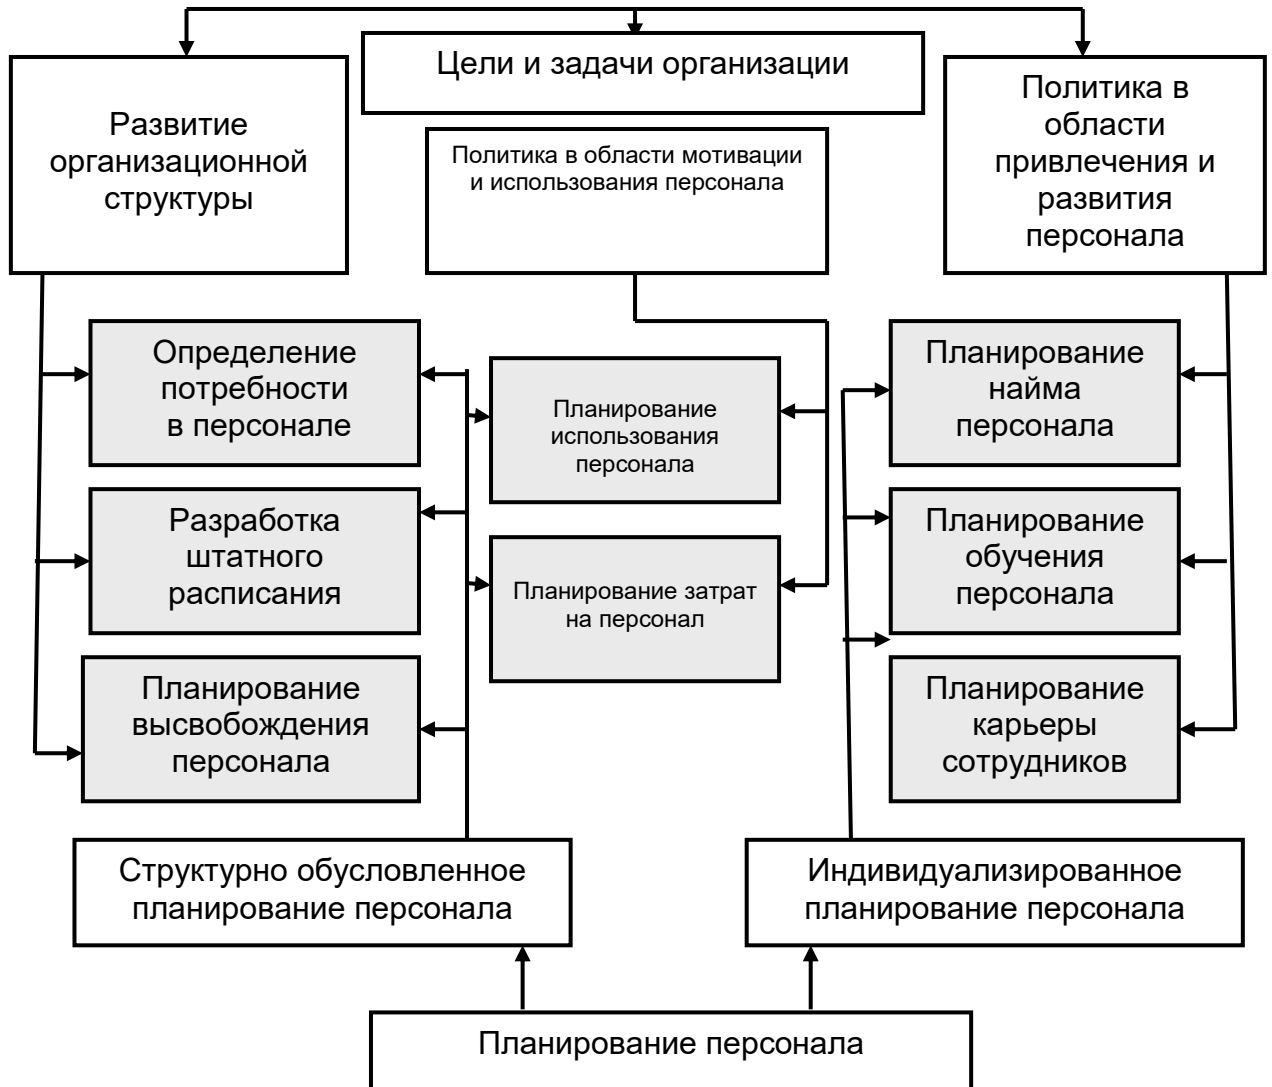 Цели и задачи организации
Развитие
организационной
структуры
Политика в области мотивации
и использования персонала
Политика в
области
привлечения и
развития
персонала
Определение
потребности
в персонале
Планирование
использования
персонала
Планирование
найма
персонала
Разработка
штатного
расписания
Планирование затрат
на персонал
Планирование
обучения
персонала
Планирование
высвобождения
персонала
Планирование
карьеры
сотрудников
Структурно обусловленное
планирование персонала
Индивидуализированное
планирование персонала
Планирование персонала